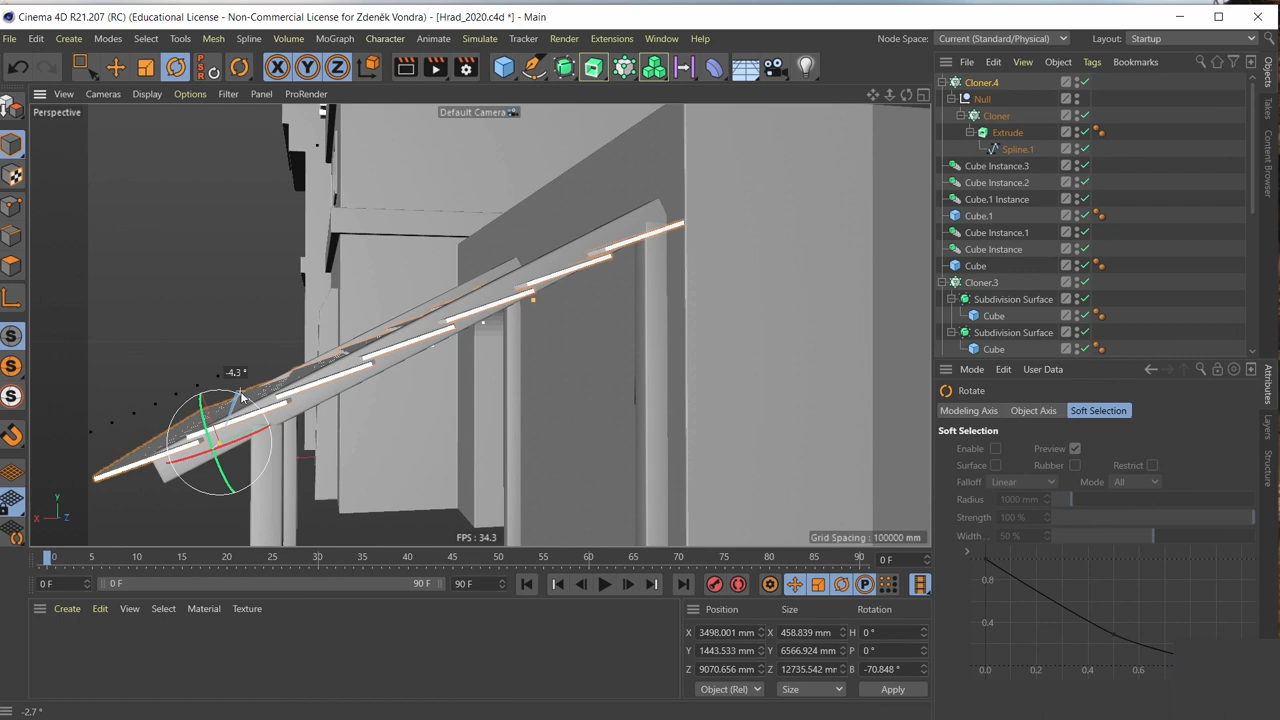 Cinema 4D R21.207 (RC) (Educational License - Non-Commercial License for Zdeněk Vondra) - [Hrad_2020.c4d *] - Main
File Edit Create Modes Select Tools Mesh Spline Volume MoGraph Character Animate Simulate Tracker Render Extensions Window Help Node Space: Current (Standard/Physical) Layout: Startup
X Y Z PSR
File Edit View Object Tags Bookmarks
View Cameras Display Options Filter Panel ProRender
Perspective
Default Camera
Cloner.4
Null
Cloner
Extrude
Spline.1
Cube Instance.3
Cube Instance.2
Cube.1 Instance
Cube.1
Cube Instance.1
Cube Instance
Cube
Cloner.3
Subdivision Surface
Cube
Subdivision Surface
Cube
Objects
Content Browser
-4.3 °
S
S
S
Y
X Z
FPS : 34.3
Grid Spacing : 100000 mm
Mode Edit User Data
Rotate
Modeling Axis Object Axis Soft Selection
Soft Selection
Enable Preview
Surface Rubber Restrict
Falloff Linear Mode All
Radius 1000 mm
Strength 100 %
Width . . 50 %
0.8
0.4
0.0 0.2 0.4 0.6
Attributes
Layers
Structure
0 5 10 15 20 25 30 35 40 45 50 55 60 65 70 75 80 85 90 0 F
0 F 0 F 90 F 90 F P
Create Edit View Select Material Texture
Position Size Rotation
X 3498.001 mm X 458.839 mm H 0 °
Y 1443.533 mm Y 6566.924 mm P 0 °
Z 9070.656 mm Z 12735.542 mm B -70.848 °
Object (Rel) Size Apply
-2.7 °